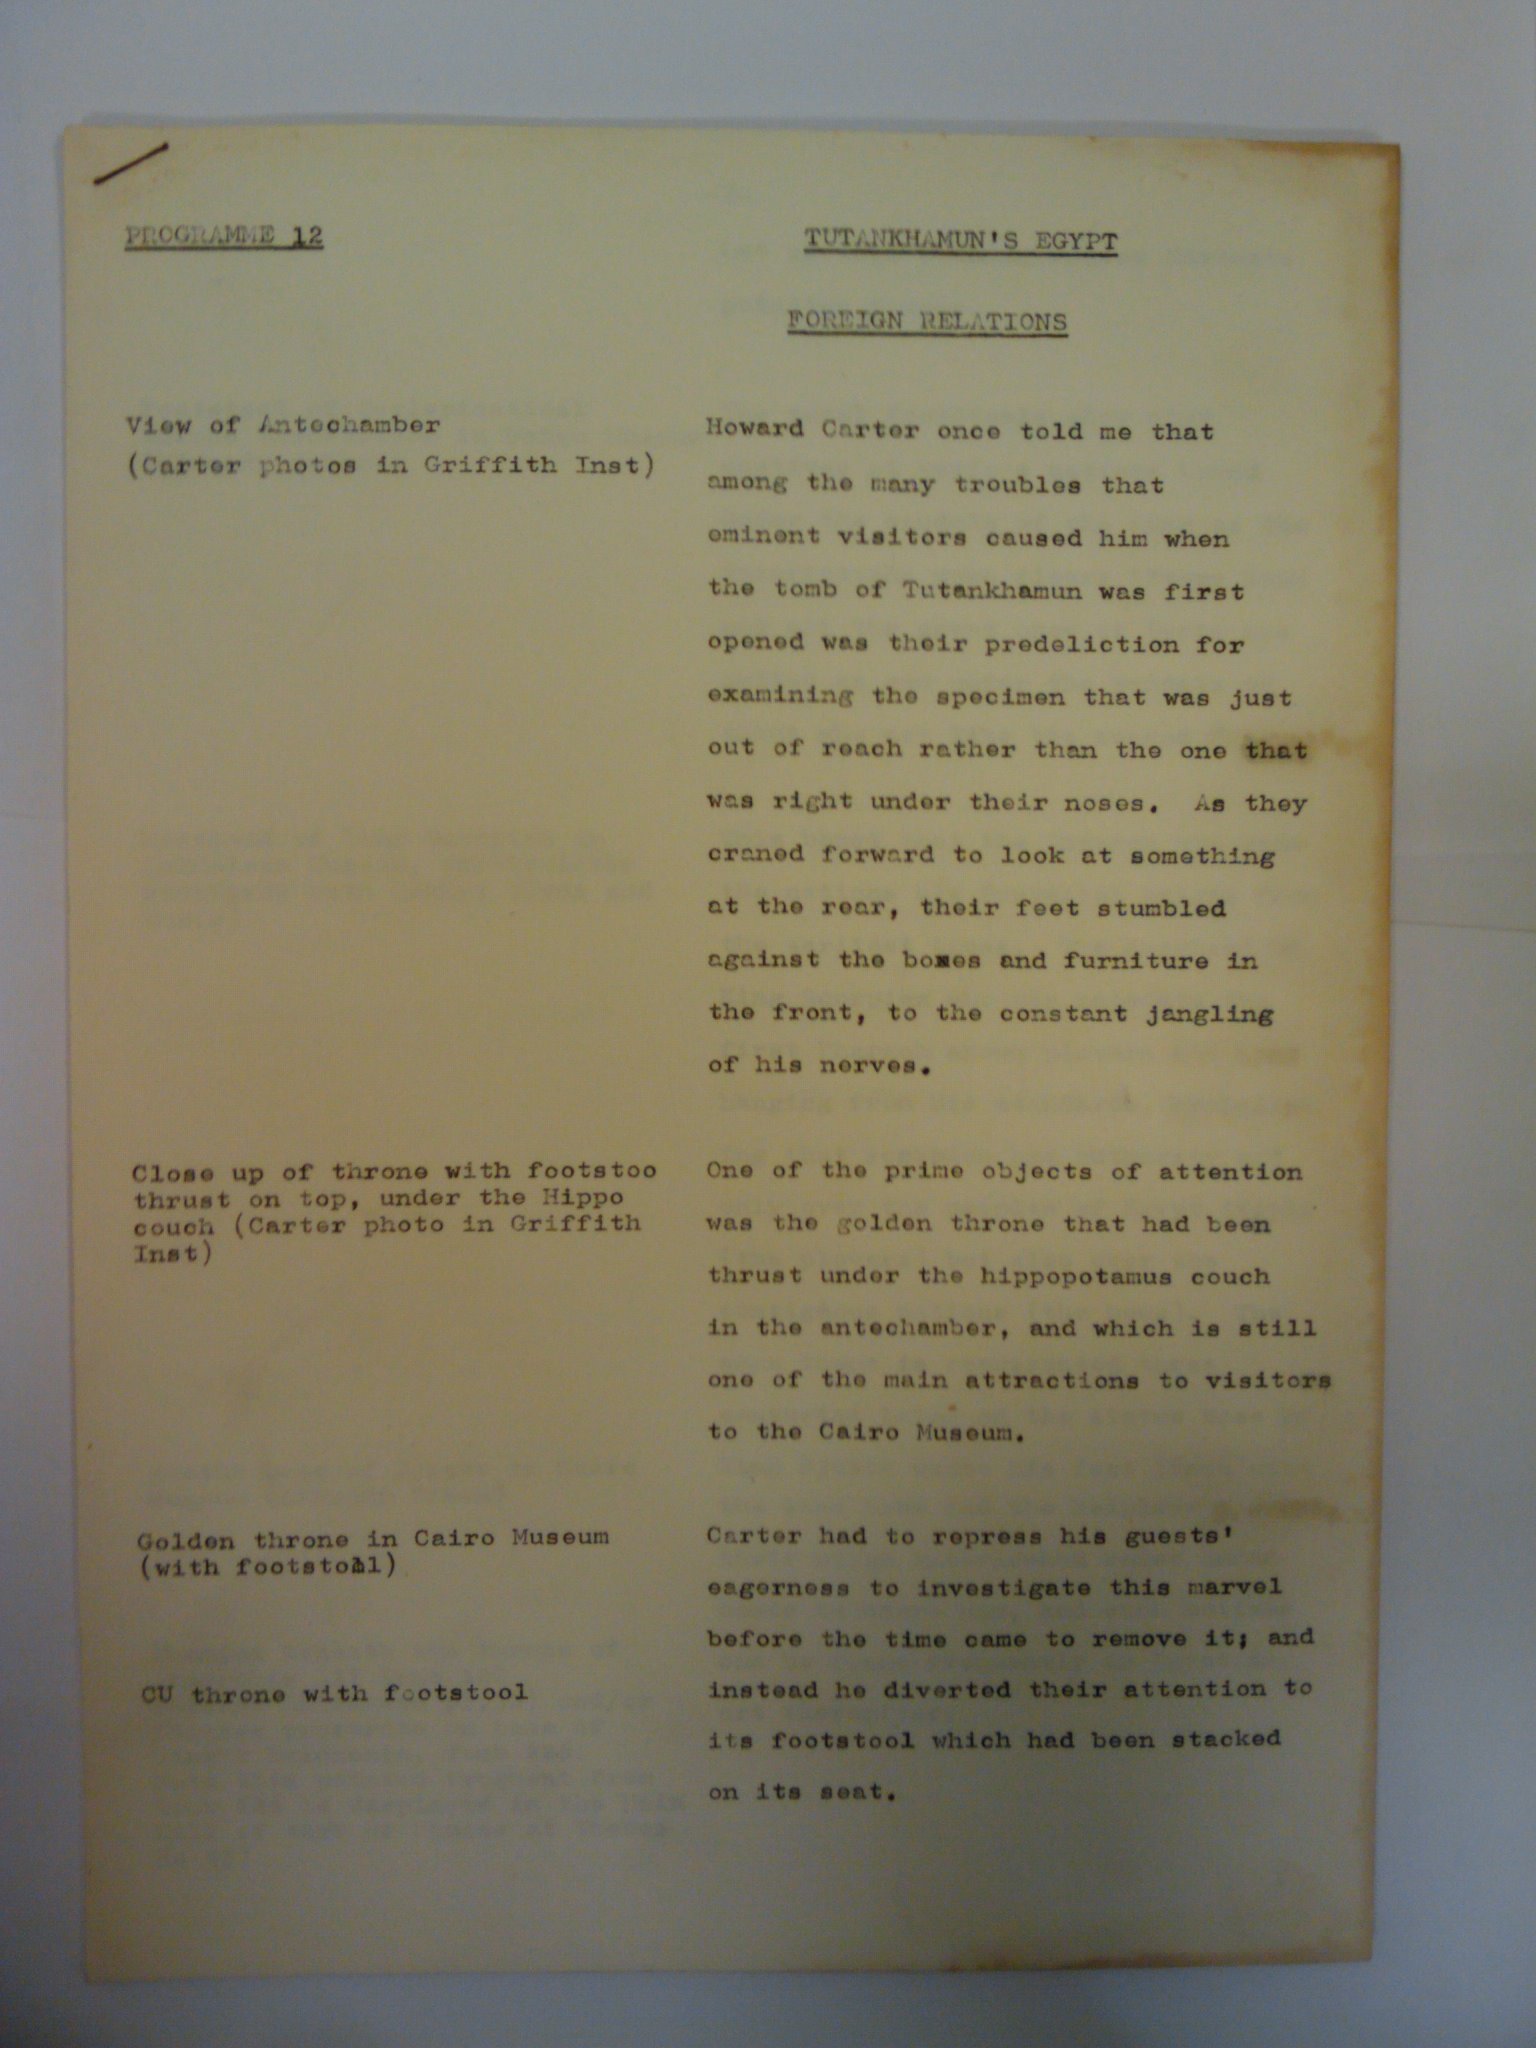 PROGRAMME 12
TUTANKHAMUN'S EGYPT
FOREIGN RELATIONS
View of Antechamber
(Carter photos in Griffith Inst)
Howard Carter once told me that
among the many troubles that
eminent visitors caused him when
the tomb of Tutankhamun was first
opened was their predeliction for
examining the specimen that was just
out of reach rather than the one that
was right under their noses. As they
craned forward to look at something
at the rear, their feet stumbled
against the boxes and furniture in
the front, to the constant jangling
of his nerves.
Close up of throne with footstoo
thrust on top, under the Hippo
couch (Carter photo in Griffith
Inst)
One of the prime objects of attention
was the golden throne that had been
thrust under the hippopotamus couch
in the antechamber, and which is still
one of the main attractions to visitors
to the Cairo Museum.
Golden throne in Cairo Museum
(with footstool)
CU throne with footstool
Carter had to repress his guests'
eagerness to investigate this marvel
before the time came to remove it; and
instead he diverted their attention to
its footstool which had been stacked
on its seat.